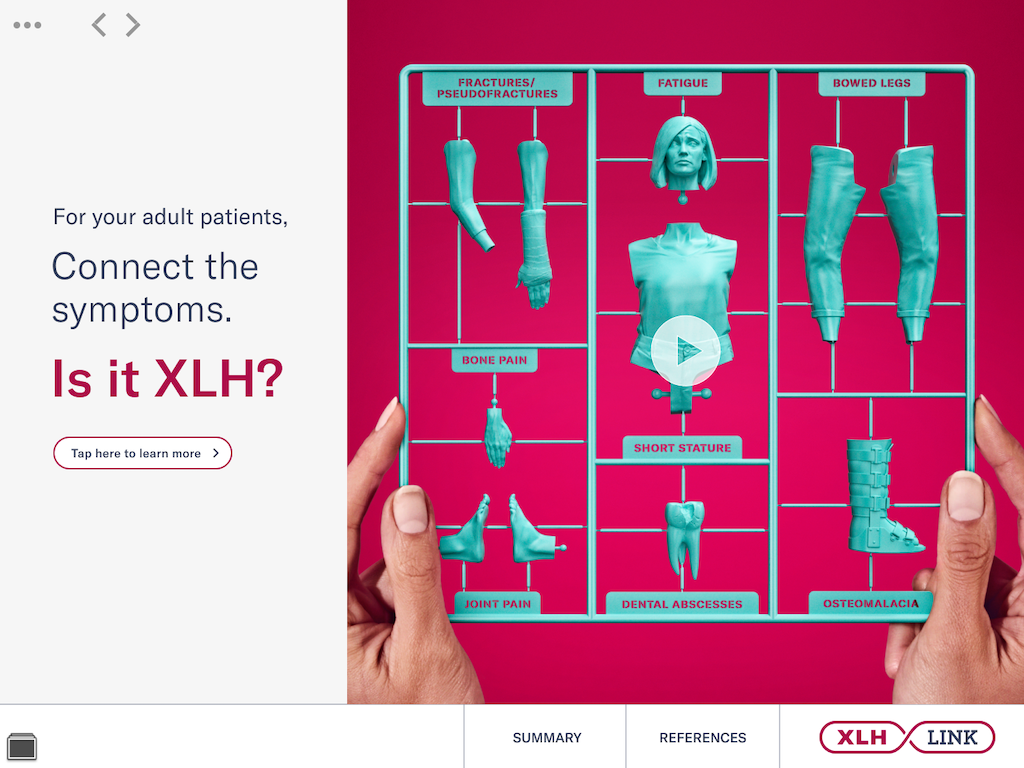 For your adult patients,
Connect the
symptoms.
Is it XLH?
Tap here to learn more
FRACTURES/
PSEUDOFRACTURES
FATIGUE
BOWED LEGS
BONE PAIN
SHORT STATURE
JOINT PAIN
DENTAL ABSCESSES
OSTEOMALACIA
SUMMARY
REFERENCES
XLH LINK